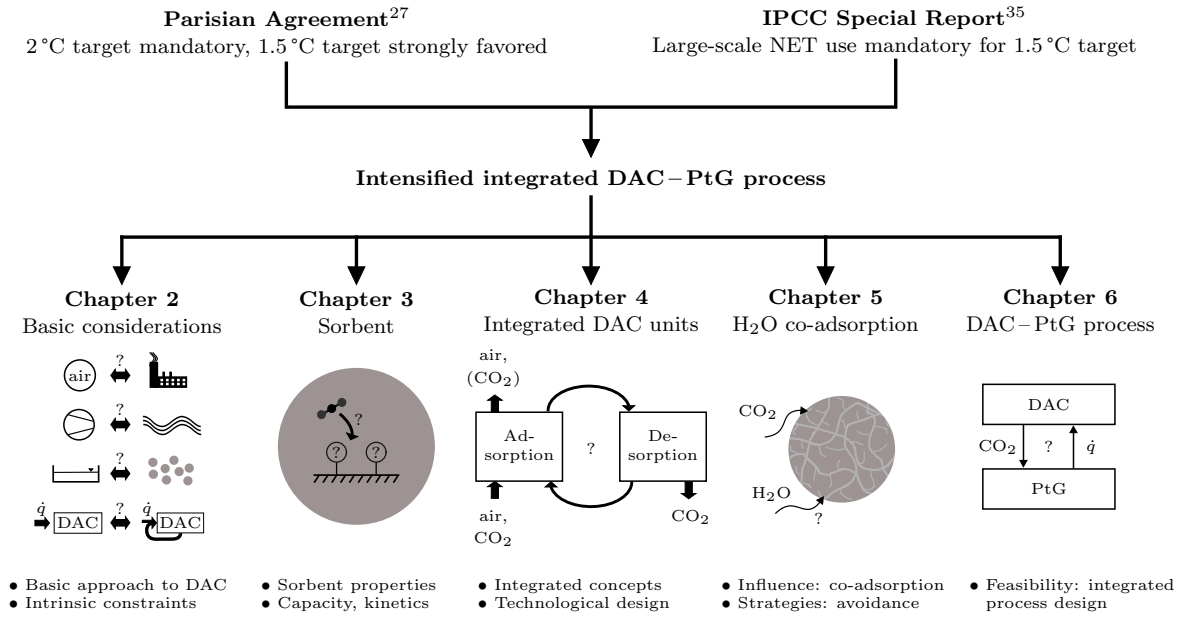 Parisian Agreement27
2 °C target mandatory, 1.5 °C target strongly favored
IPCC Special Report35
Large-scale NET use mandatory for 1.5 °C target
Intensified integrated DAC–PtG process
Chapter 2
Basic considerations
air
?
?
?
q̇
DAC
?
q̇
DAC
• Basic approach to DAC
• Intrinsic constraints
Chapter 3
Sorbent
?
?
?
• Sorbent properties
• Capacity, kinetics
Chapter 4
Integrated DAC units
air,
(CO2)
Ad-
sorption
?
De-
sorption
air,
CO2
CO2
• Integrated concepts
• Technological design
Chapter 5
H2O co-adsorption
CO2
H2O
?
• Influence: co-adsorption
• Strategies: avoidance
Chapter 6
DAC–PtG process
DAC
CO2
?
q̇
PtG
• Feasibility: integrated
process design